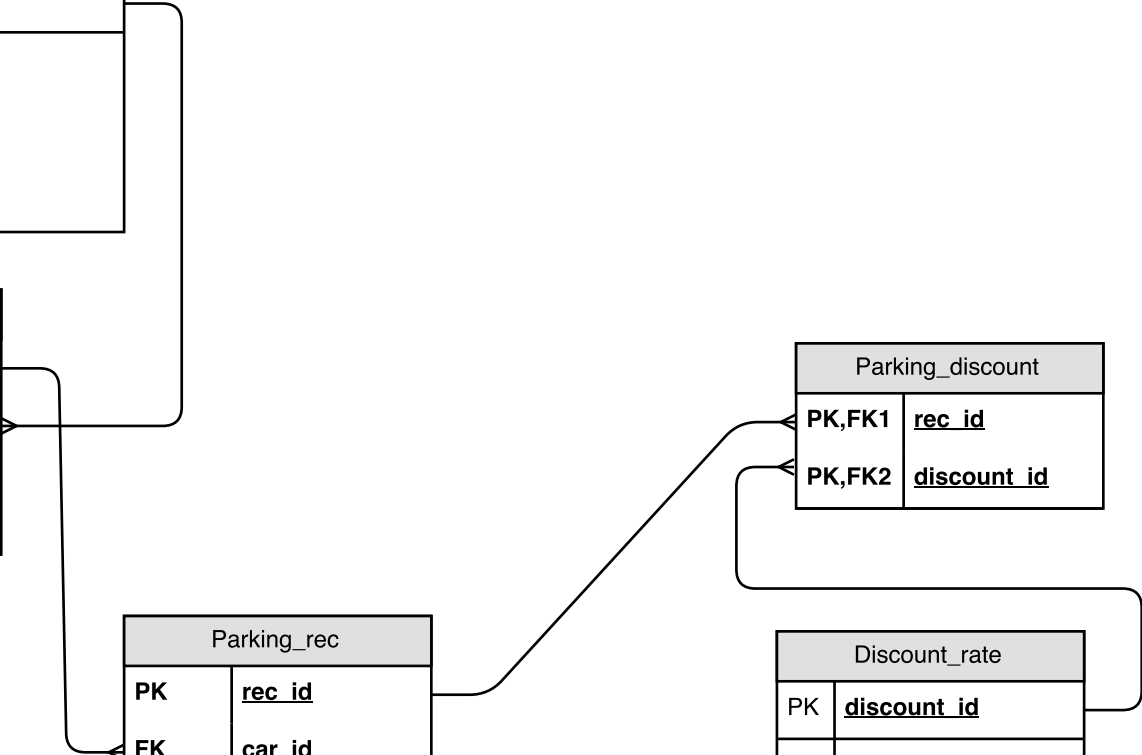 Parking_discount
PK,FK1 rec_id
PK,FK2 discount_id
Parking_rec
PK rec_id
FK car_id
Discount_rate
PK discount_id